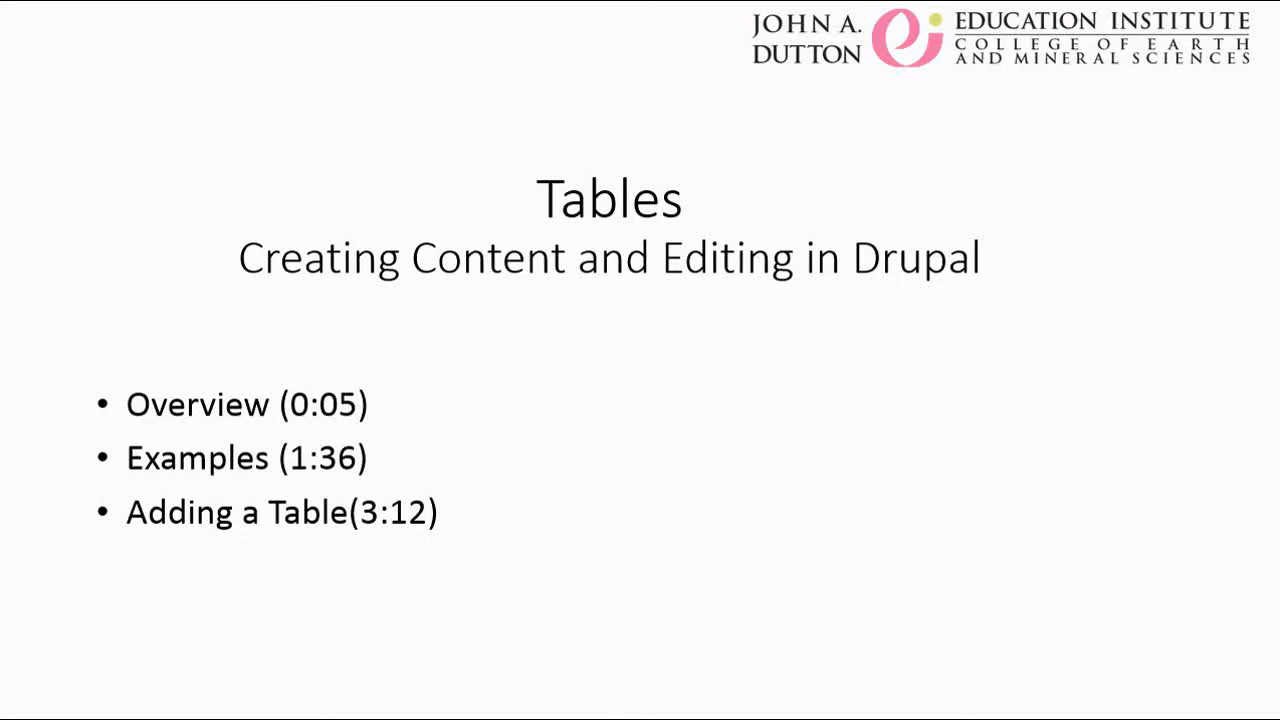 JOHN A.
DUTTON
EDUCATION INSTITUTE
COLLEGE OF EARTH
AND MINERAL SCIENCES
Tables
Creating Content and Editing in Drupal
• Overview (0:05)
• Examples (1:36)
• Adding a Table(3:12)